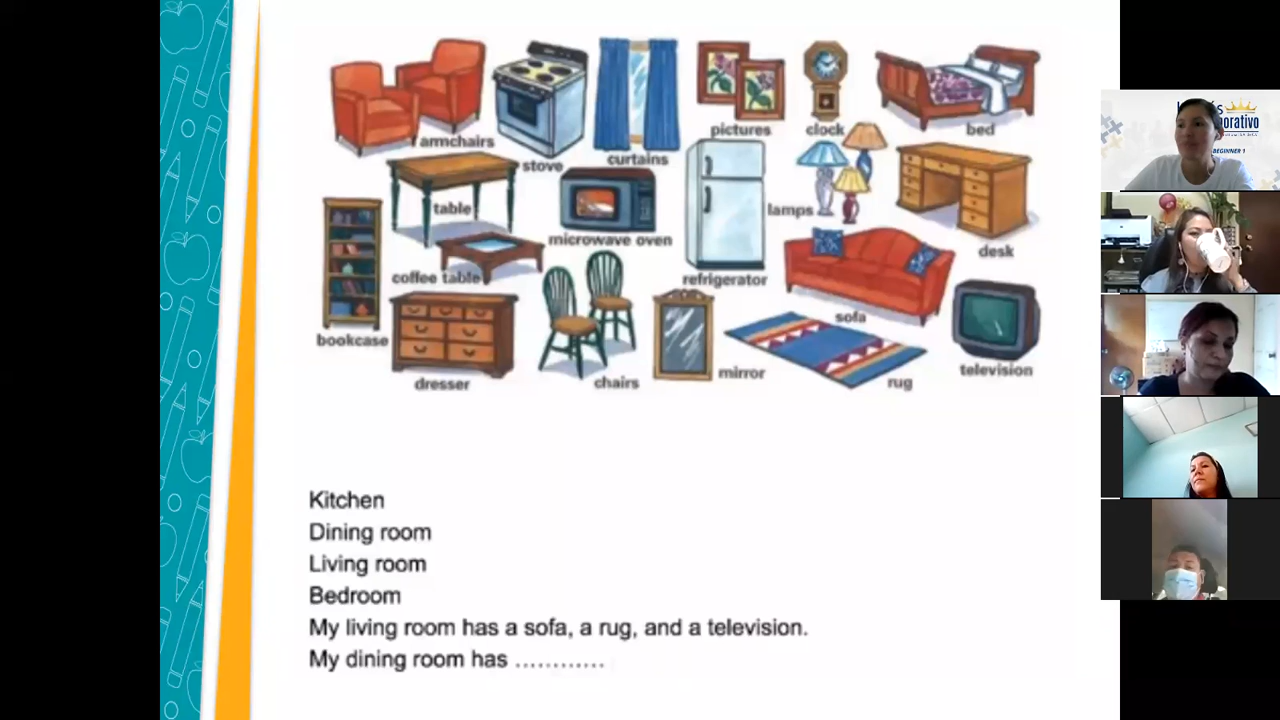 armchairs
stove
curtains
pictures
clock
bed
table
microwave oven
refrigerator
lamps
desk
coffee table
sofa
bookcase
dresser
chairs
mirror
rug
television
Kitchen
Dining room
Living room
Bedroom
My living room has a sofa, a rug, and a television.
My dining room has ............
BEGINNER 1